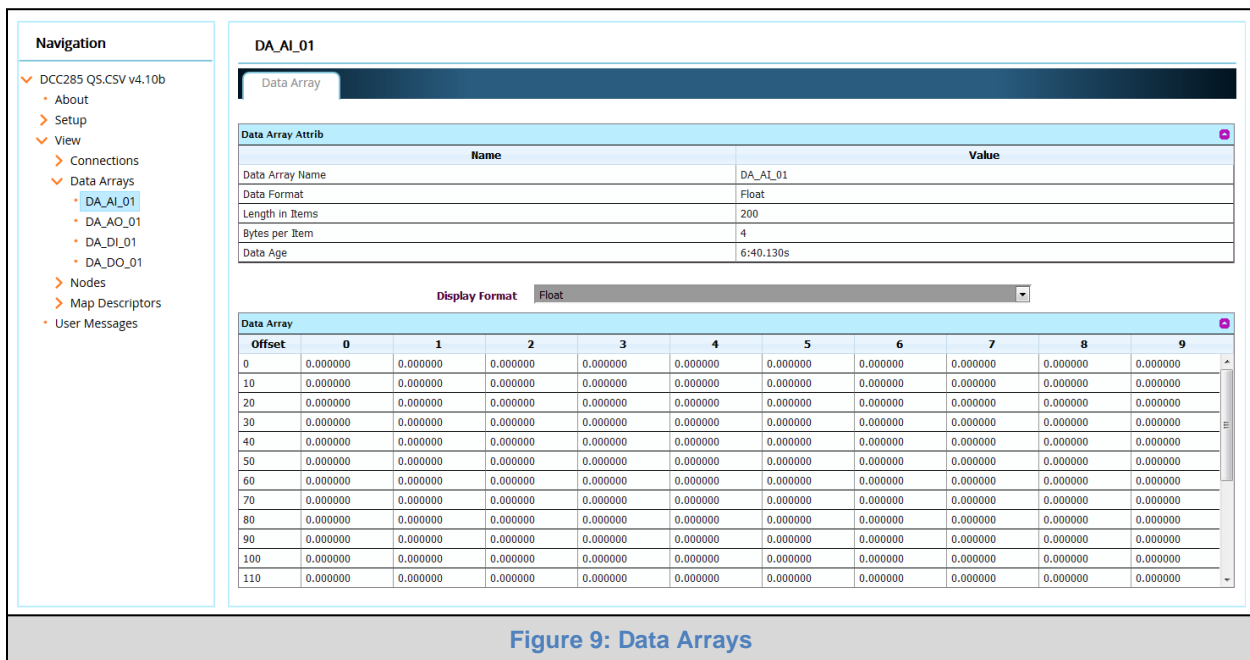 Navigation
DCC285 QS.CSV v4.10b
About
Setup
View
Connections
Data Arrays
DA_AI_01
DA_AO_01
DA_DI_01
DA_DO_01
Nodes
Map Descriptors
User Messages
DA_AI_01
Data Array
Data Array Attrib
Name Value
Data Array Name DA_AI_01
Data Format Float
Length in Items 200
Bytes per Item 4
Data Age 6:40.130s
Display Format Float
Data Array
Offset 0 1 2 3 4 5 6 7 8 9
0 0.000000 0.000000 0.000000 0.000000 0.000000 0.000000 0.000000 0.000000 0.000000 0.000000
10 0.000000 0.000000 0.000000 0.000000 0.000000 0.000000 0.000000 0.000000 0.000000 0.000000
20 0.000000 0.000000 0.000000 0.000000 0.000000 0.000000 0.000000 0.000000 0.000000 0.000000
30 0.000000 0.000000 0.000000 0.000000 0.000000 0.000000 0.000000 0.000000 0.000000 0.000000
40 0.000000 0.000000 0.000000 0.000000 0.000000 0.000000 0.000000 0.000000 0.000000 0.000000
50 0.000000 0.000000 0.000000 0.000000 0.000000 0.000000 0.000000 0.000000 0.000000 0.000000
60 0.000000 0.000000 0.000000 0.000000 0.000000 0.000000 0.000000 0.000000 0.000000 0.000000
70 0.000000 0.000000 0.000000 0.000000 0.000000 0.000000 0.000000 0.000000 0.000000 0.000000
80 0.000000 0.000000 0.000000 0.000000 0.000000 0.000000 0.000000 0.000000 0.000000 0.000000
90 0.000000 0.000000 0.000000 0.000000 0.000000 0.000000 0.000000 0.000000 0.000000 0.000000
100 0.000000 0.000000 0.000000 0.000000 0.000000 0.000000 0.000000 0.000000 0.000000 0.000000
110 0.000000 0.000000 0.000000 0.000000 0.000000 0.000000 0.000000 0.000000 0.000000 0.000000
Figure 9: Data Arrays